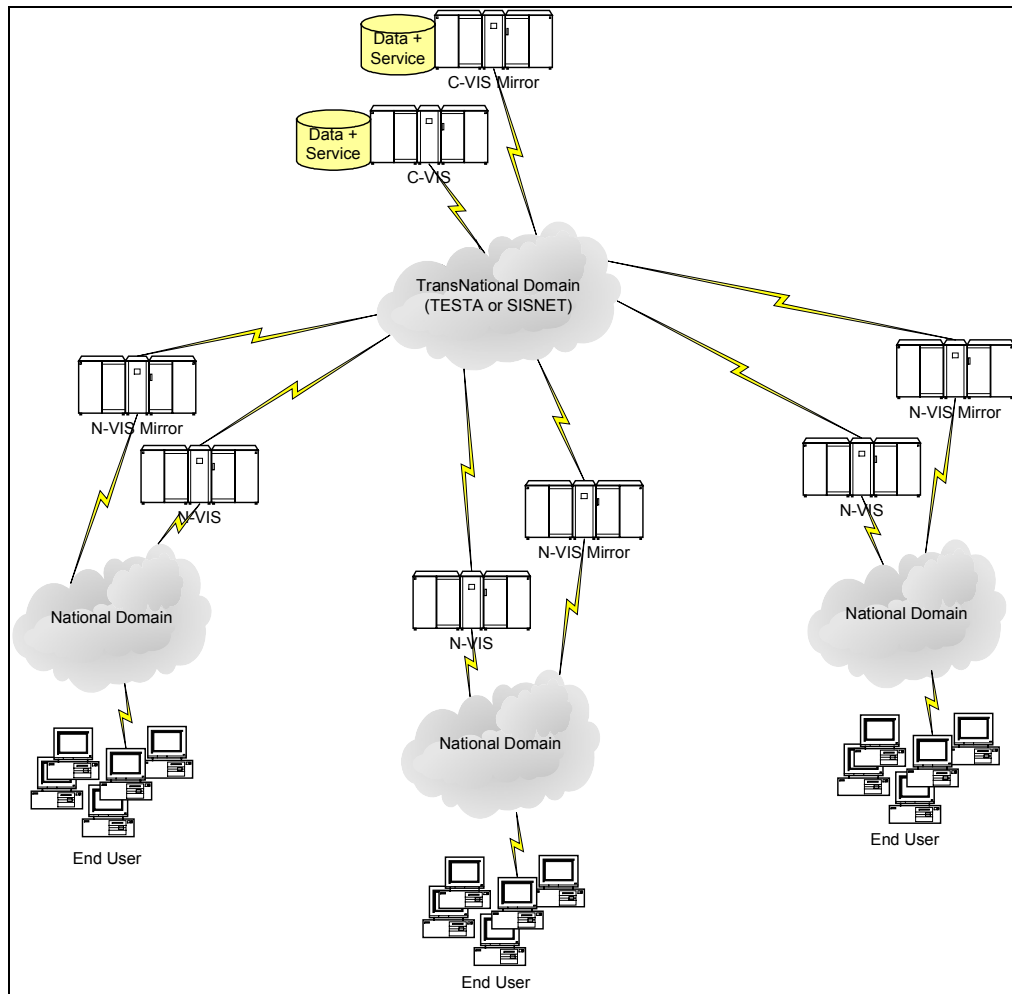 Data +
Service
C-VIS Mirror
Data +
Service
C-VIS
TransNational Domain
(TESTA or SISNET)
N-VIS Mirror
N-VIS
National Domain
End User
N-VIS
N-VIS Mirror
National Domain
End User
N-VIS Mirror
N-VIS
National Domain
End User